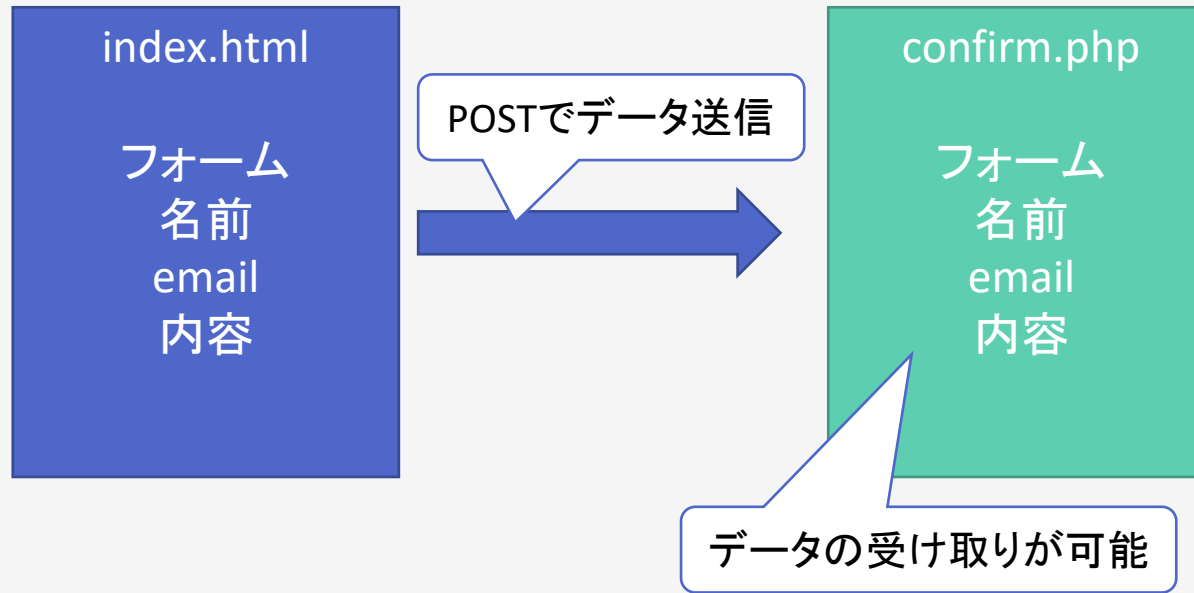 index.html
フォーム
名前
email
内容
POSTでデータ送信
confirm.php
フォーム
名前
email
内容
データの受け取りが可能